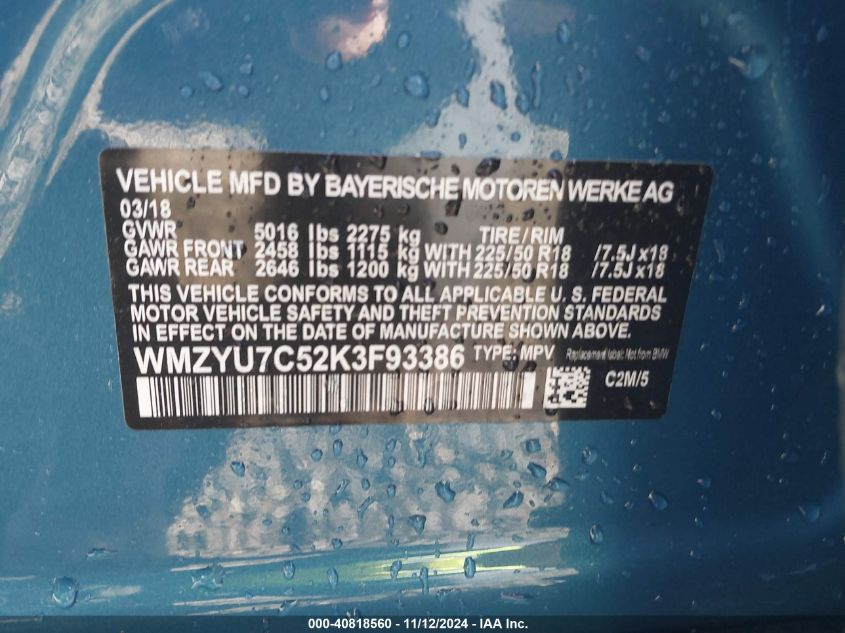 VEHICLE MFD BY BAYERISCHE MOTOREN WERKE AG
03/18
GVWR 5016 lbs 2275 kg TIRE/RIM
GAWR FRONT 2458 lbs 1115 kg WITH 225/50 R18 /7.5J x18
GAWR REAR 2646 lbs 1200 kg WITH 225/50 R18 /7.5J x18
THIS VEHICLE CONFORMS TO ALL APPLICABLE U. S. FEDERAL
MOTOR VEHICLE SAFETY AND THEFT PREVENTION STANDARDS
IN EFFECT ON THE DATE OF MANUFACTURE SHOWN ABOVE.
WMZYU7C52K3F93386 TYPE: MPV Replacement label: Not from BMW
C2M/5
000-40818560 - 11/12/2024 - IAA Inc.